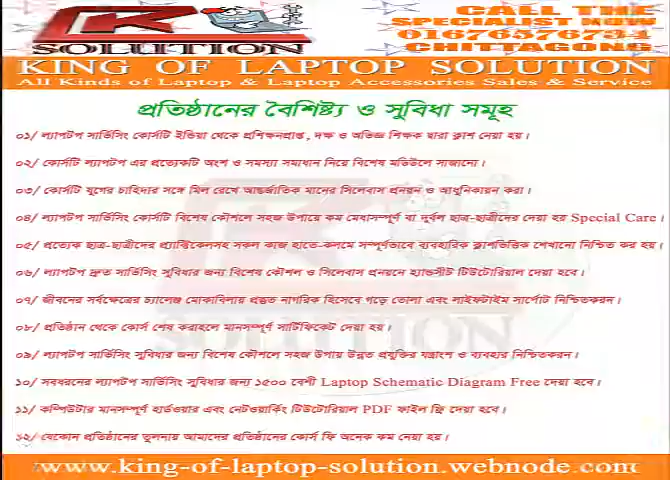 K
SOLUTION
CALL THE
SPECIALIST NOW
01676576734
CHITTAGONG
KING OF LAPTOP SOLUTION
All Kinds of Laptop & Laptop Accessories Sales & Service
প্রতিষ্ঠানের বৈশিষ্ট্য ও সুবিধা সমূহ
০১/ ল্যাপটপ সার্ভিসিং কোর্সটি ইন্ডিয়া থেকে প্রশিক্ষনপ্রাপ্ত, দক্ষ ও অভিজ্ঞ শিক্ষক দ্বারা ক্লাশ নেয়া হয়।
০২/ কোর্সটি ল্যাপটপ এর প্রত্যেকটি অংশ ও সমস্যা সমাধান নিয়ে বিশেষ মডিউলে সাজানো।
০৩/ কোর্সটি যুগের চাহিদার সঙ্গে মিল রেখে আন্তর্জাতিক মানের সিলেবাস প্রনয়ন ও আধুনিকায়ন করা।
০৪/ ল্যাপটপ সার্ভিসিং কোর্সটি বিশেষ কৌশলে সহজ উপায়ে কম মেধাসম্পূর্ণ বা দূর্বল ছাত্র-ছাত্রীদের দেয়া হয় Special Care।
০৫/ প্রত্যেক ছাত্র-ছাত্রীদের প্র্যাক্টিকেলসহ সকল কাজ হাতে-কলমে সম্পূর্ণভাবে ব্যবহারিক ক্লাশভিত্তিক শেখানো নিশ্চিত কর হয়।
০৬/ ল্যাপটপ দ্রুত সার্ভিসিং সুবিধার জন্য বিশেষ কৌশল ও সিলেবাস প্রনয়নে হ্যান্ডসীট টিউটোরিয়াল দেয়া হবে।
০৭/ জীবনের সর্বক্ষেত্রের চ্যালেঞ্জ মোকাবিলায় প্রস্তুত নাগরিক হিসেবে গড়ে তোলা এবং লাইফটাইম সার্পোট নিশ্চিতকরন।
০৮/ প্রতিষ্ঠান থেকে কোর্স শেষ করাহলে মানসম্পূর্ণ সার্টিফিকেট দেয়া হয়।
০৯/ ল্যাপটপ সার্ভিসিং সুবিধার জন্য বিশেষ কৌশলে সহজ উপায় উন্নত প্রযুক্তির যন্ত্রাংশ ও ব্যবহার নিশ্চিতকরন।
১০/ সবধরনের ল্যাপটপ সার্ভিসিং সুবিধার জন্য ১৫০০ বেশী Laptop Schematic Diagram Free দেয়া হবে।
১১/ কম্পিউটার মানসম্পূর্ণ হার্ডওয়ার এবং নেটওয়ার্কিং টিউটোরিয়াল PDF ফাইল ফ্রি দেয়া হবে।
১২/ যেকোন প্রতিষ্ঠানের তুলনায় আমাদের প্রতিষ্ঠানের কোর্স ফি অনেক কম নেয়া হয়।
www.king-of-laptop-solution.webnode.com